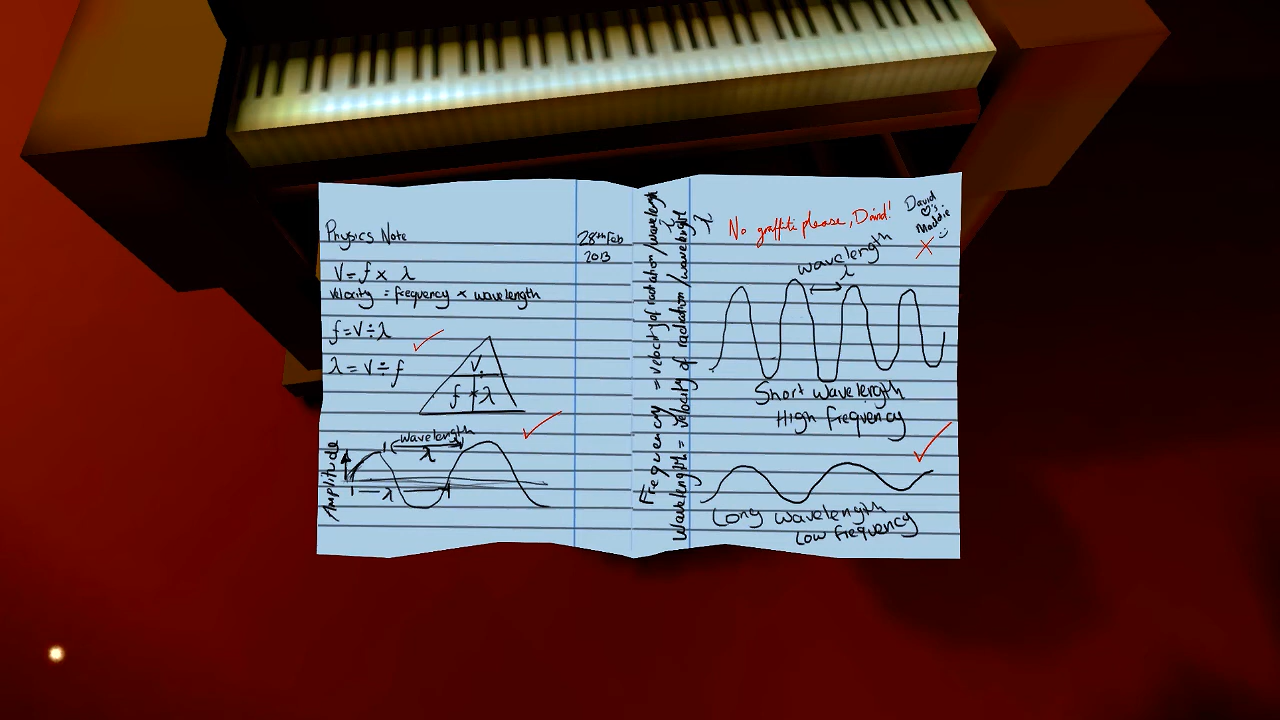 Physics Note
28th Feb
2013
V = f × λ
Velocity = frequency × wavelength
f = V ÷ λ
λ = V ÷ f
V
f * λ
Amplitude
wavelength
λ
λ
Frequency = velocity of radiation / wavelength
Wavelength = velocity of radiation / wavelength
λ
No graffiti please, David!
David
♡'s
Maddie
:)
wavelength
λ
Short wavelength
High frequency
Long wavelength
Low frequency